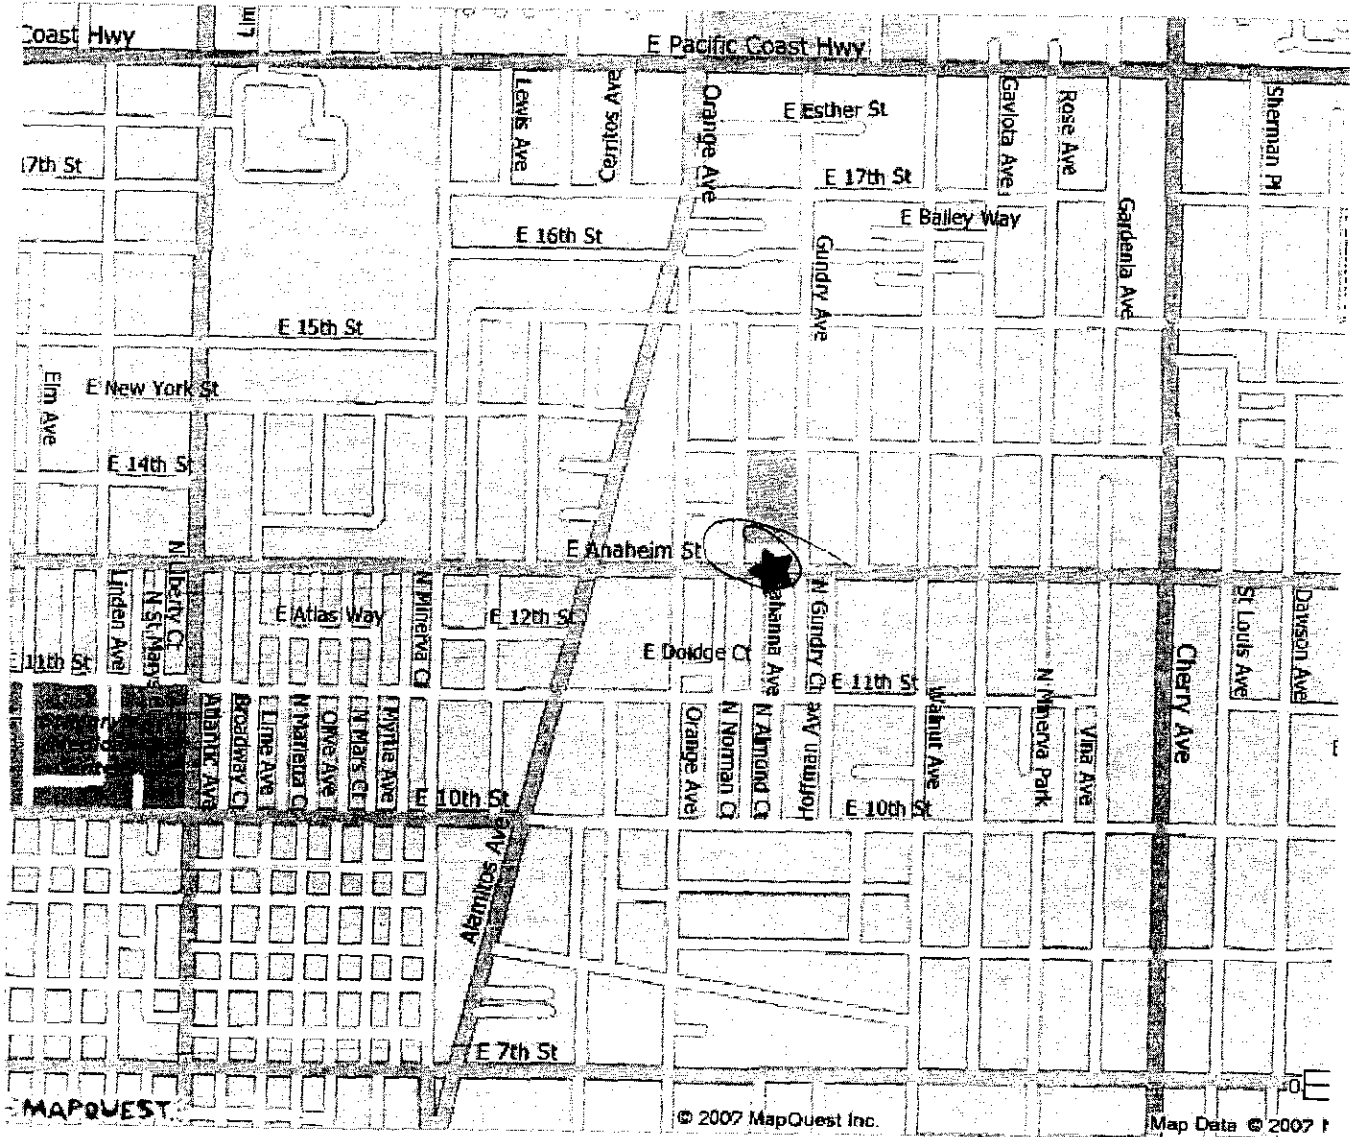 Coast Hwy
Lim
E Pacific Coast Hwy
Lewis Ave
Cerritos Ave
Orange Ave
E Esther St
Gaviota Ave
Rose Ave
Sherman Pl
17th St
E 17th St
E Bailey Way
Gardenia Ave
E 16th St
Gundry Ave
E 15th St
Elm Ave
E New York St
E 14th St
E Anaheim St
N Liberty Ct
Linden Ave
E Atlas Way
N Minerva Ct
E 12th St
N Gundry Ct
St Louis Ave
Dawson Ave
E 11th St
E Doidge Ct
E 11th St
Cherry Ave
Atlantic Ave
Broadway Ct
Lime Ave
N Marietta Ct
Olive Ave
N Mars Ct
Myrtle Ave
Orange Ave
N Norman Ct
N Almond Ct
Hoffman Ave
Walnut Ave
N Minerva Park
Vina Ave
E 10th St
E 10th St
Alamitos Ave
E 7th St
0
MAPQUEST
© 2007 MapQuest Inc.
Map Data © 2007